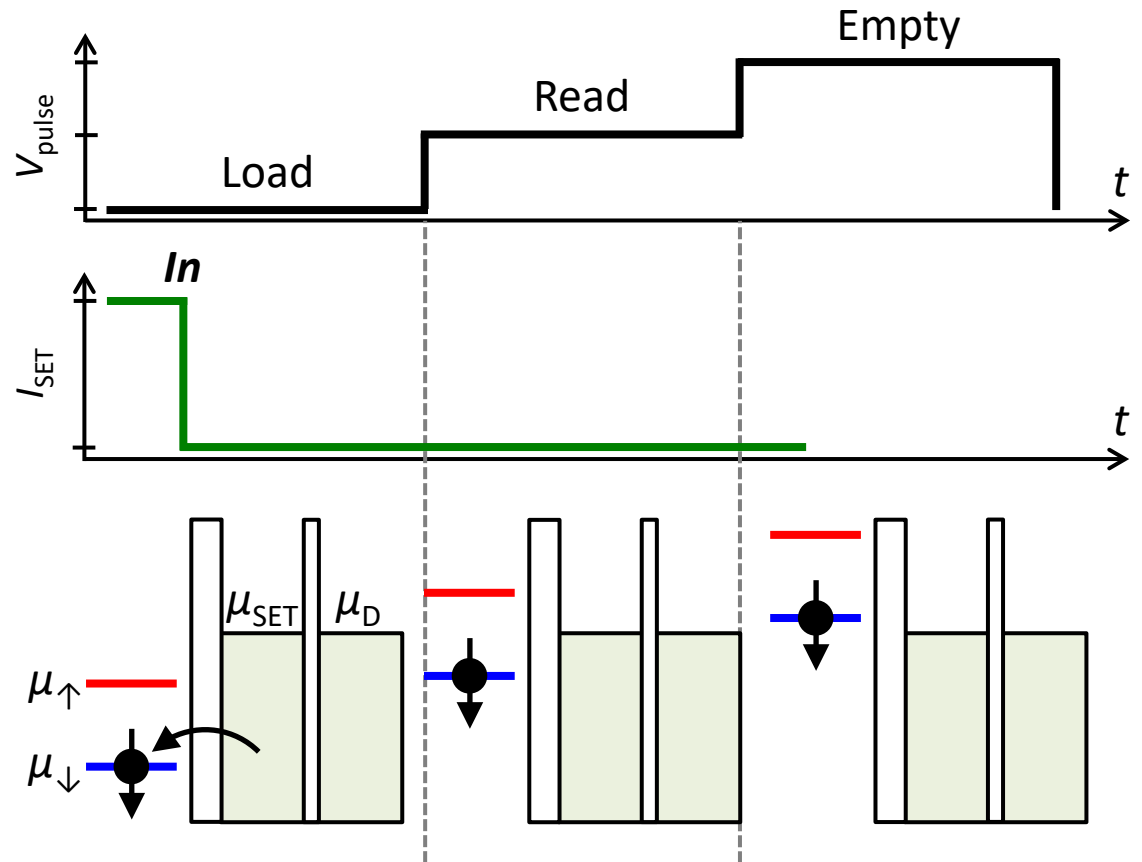 Empty
Read
Load
V_pulse
t
In
I_SET
t
μ_SET μ_D
μ_↑
μ_↓